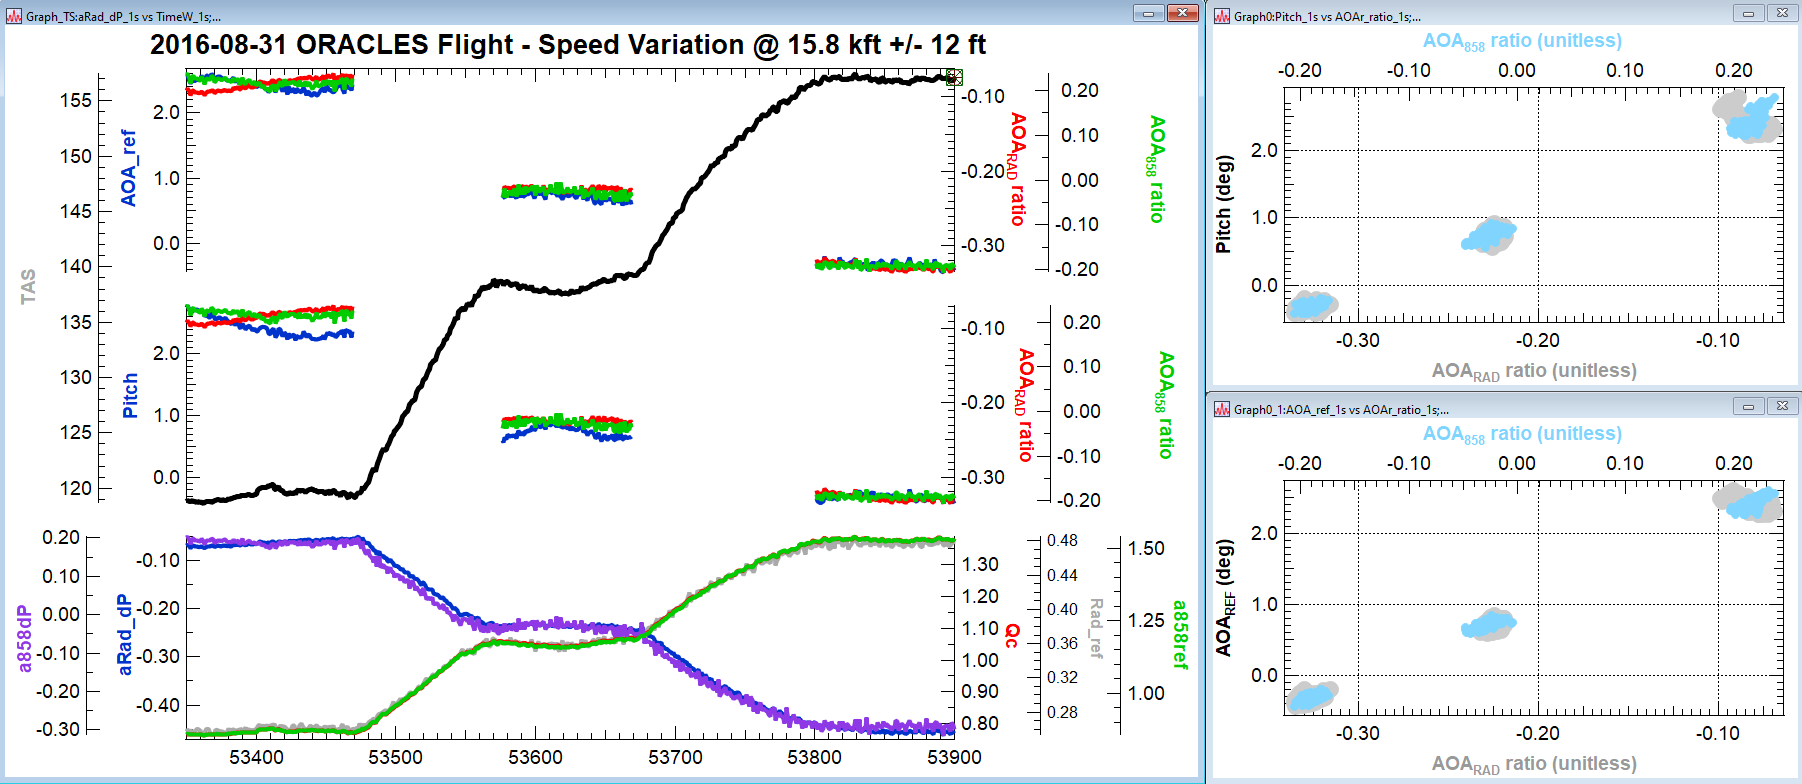 Graph_TS:aRad_dP_1s vs TimeW_1s;...
2016-08-31 ORACLES Flight - Speed Variation @ 15.8 kft +/- 12 ft
TAS
155
150
145
140
135
130
125
120
AOA_ref
2.0
1.0
0.0
Pitch
2.0
1.0
0.0
-0.10
-0.20
-0.30
AOARAD ratio
0.20
0.10
0.00
-0.10
-0.20
AOA858 ratio
-0.10
-0.20
-0.30
AOARAD ratio
0.20
0.10
0.00
-0.10
-0.20
AOA858 ratio
a858dP
0.20
0.10
0.00
-0.10
-0.20
-0.30
aRad_dP
-0.10
-0.20
-0.30
-0.40
1.30
1.20
1.10
1.00
0.90
0.80
Qc
0.48
0.44
0.40
0.36
0.32
0.28
Rad_ref
1.50
1.25
1.00
a858ref
53400 53500 53600 53700 53800 53900
Graph0:Pitch_1s vs AOAr_ratio_1s;...
AOA858 ratio (unitless)
-0.20 -0.10 0.00 0.10 0.20
Pitch (deg)
2.0
1.0
0.0
-0.30 -0.20 -0.10
AOARAD ratio (unitless)
Graph0_1:AOA_ref_1s vs AOAr_ratio_1s;...
AOA858 ratio (unitless)
-0.20 -0.10 0.00 0.10 0.20
AOAREF (deg)
2.0
1.0
0.0
-0.30 -0.20 -0.10
AOARAD ratio (unitless)